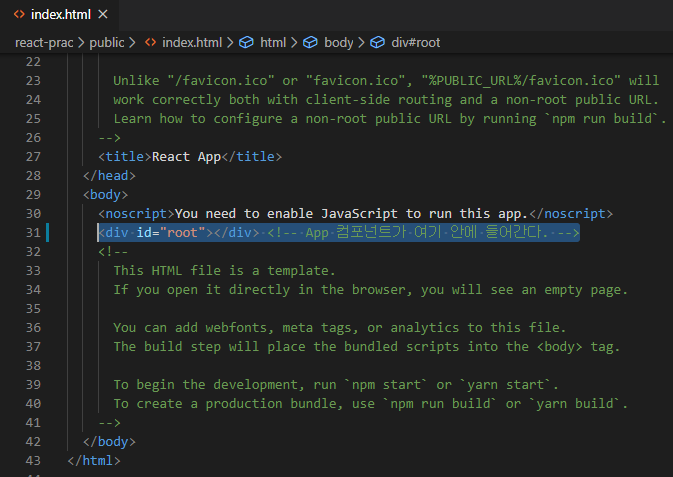 index.html
react-prac > public > index.html > html > body > div#root
22
23 Unlike "/favicon.ico" or "favicon.ico", "%PUBLIC_URL%/favicon.ico" will
24 work correctly both with client-side routing and a non-root public URL.
25 Learn how to configure a non-root public URL by running `npm run build`.
26 -->
27 <title>React App</title>
28 </head>
29 <body>
30 <noscript>You need to enable JavaScript to run this app.</noscript>
31 <div id="root"></div> <!-- App 컴포넌트가 여기 안에 들어간다. -->
32 <!--
33 This HTML file is a template.
34 If you open it directly in the browser, you will see an empty page.
35
36 You can add webfonts, meta tags, or analytics to this file.
37 The build step will place the bundled scripts into the <body> tag.
38
39 To begin the development, run `npm start` or `yarn start`.
40 To create a production bundle, use `npm run build` or `yarn build`.
41 -->
42 </body>
43 </html>